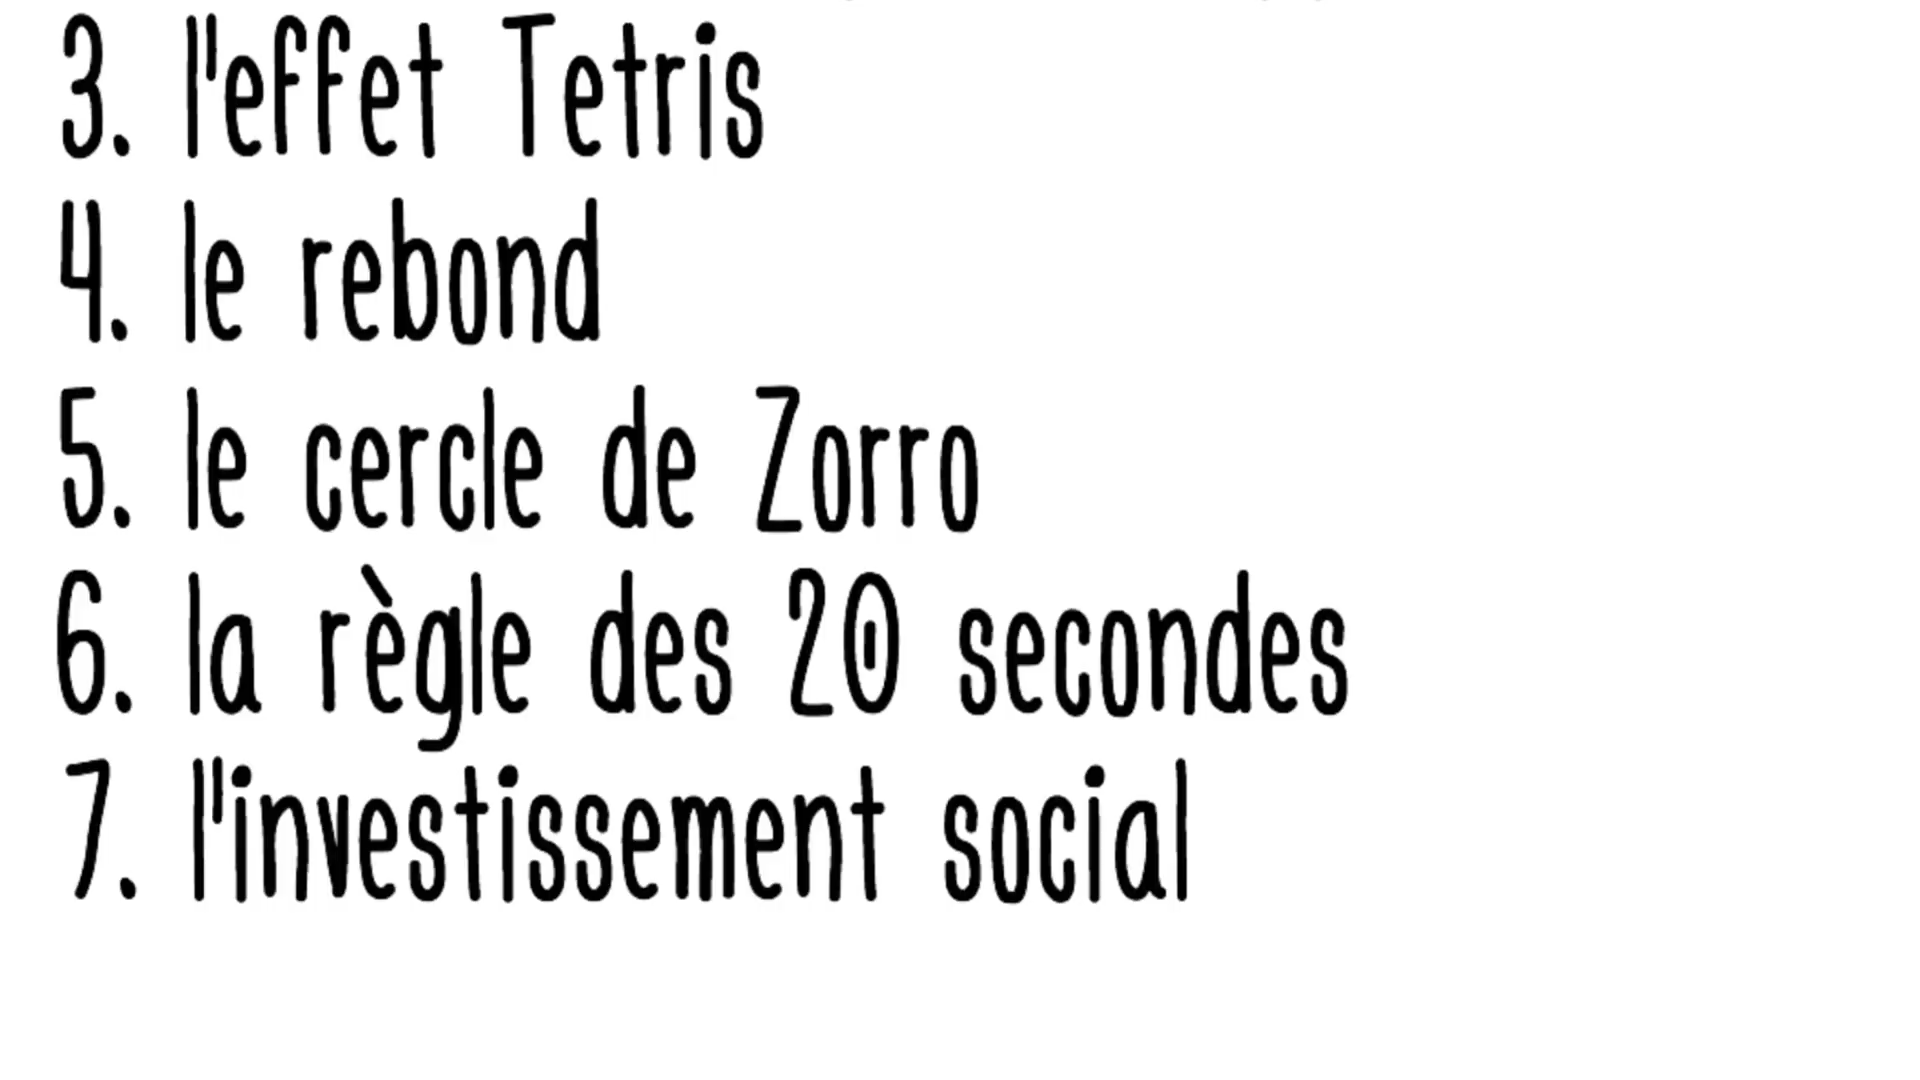 3. l'effet Tetris
4. le rebond
5. le cercle de Zorro
6. la règle des 20 secondes
7. l'investissement social